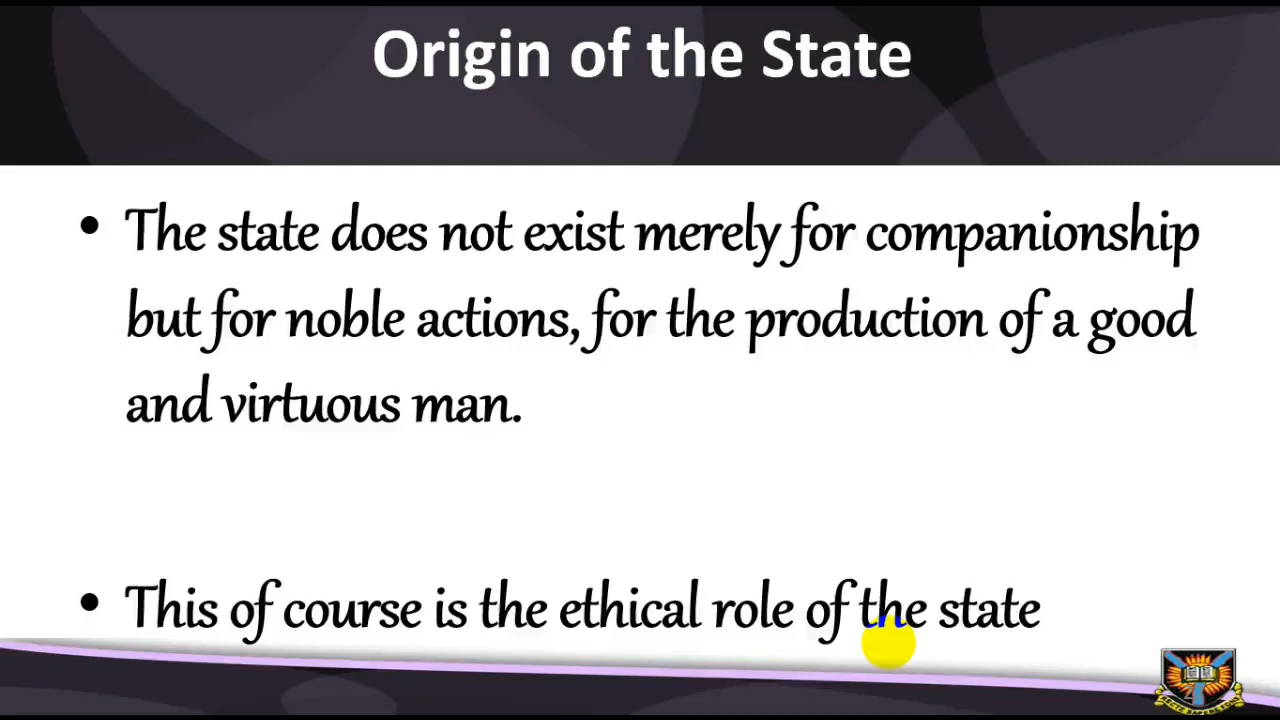 Origin of the State
• The state does not exist merely for companionship
but for noble actions, for the production of a good
and virtuous man.
• This of course is the ethical role of the state